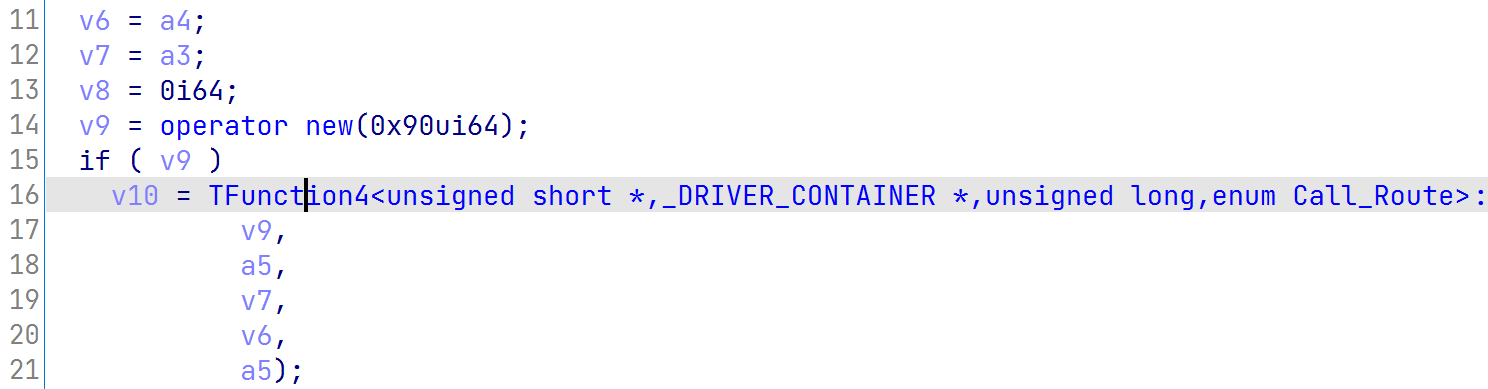 11 v6 = a4;
12 v7 = a3;
13 v8 = 0i64;
14 v9 = operator new(0x90ui64);
15 if ( v9 )
16 v10 = TFunction4<unsigned short *,_DRIVER_CONTAINER *,unsigned long,enum Call_Route>:
17 v9,
18 a5,
19 v7,
20 v6,
21 a5);